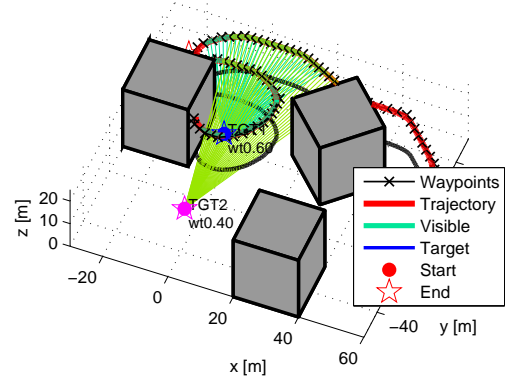 TGT1
wt0.60
TGT2
wt0.40
Waypoints
Trajectory
Visible
Target
Start
End
20
10
0
z [m]
−20
0
20
40
60
x [m]
−40
y [m]